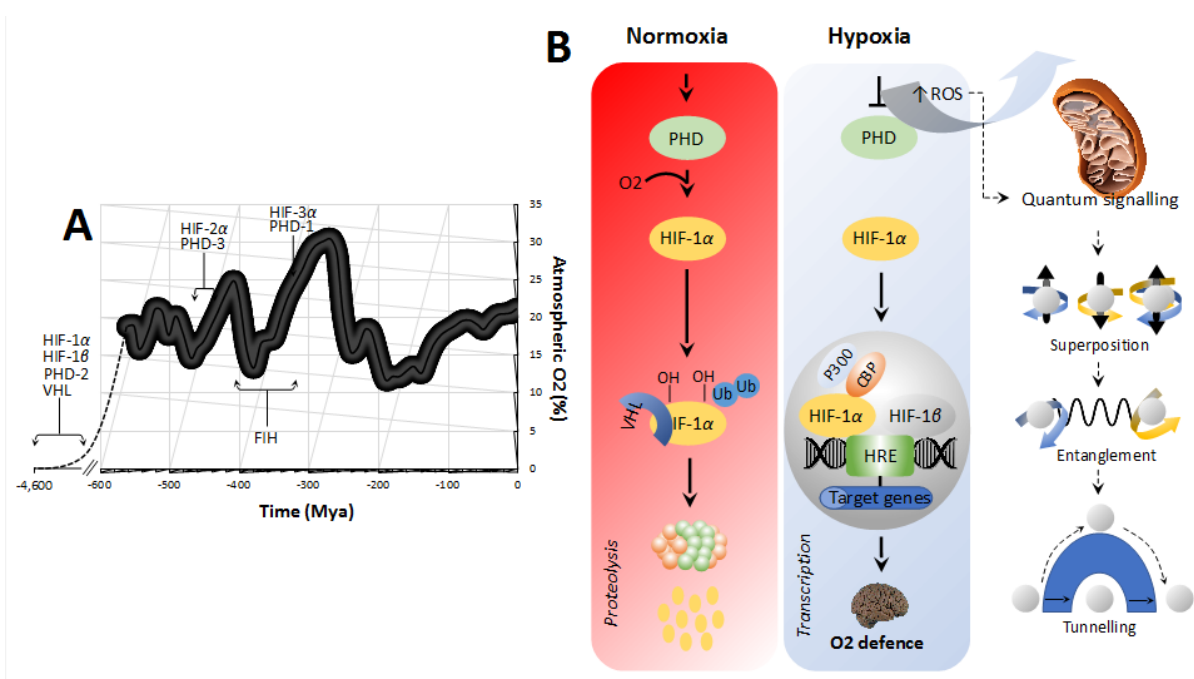 A
HIF-1α
HIF-1β
PHD-2
VHL
HIF-2α
PHD-3
HIF-3α
PHD-1
FIH
35
30
25
20
15
10
5
0
Atmospheric O2 (%)
-4,600
-600
-500
-400
-300
-200
-100
0
Time (Mya)
B
Normoxia
PHD
O2
HIF-1α
OH
OH
Ub
Ub
VHL
IF-1α
Proteolysis
Hypoxia
↑ ROS
PHD
HIF-1α
P300
CBP
HIF-1α
HIF-1β
HRE
Target genes
Transcription
O2 defence
Quantum signalling
Superposition
Entanglement
Tunnelling